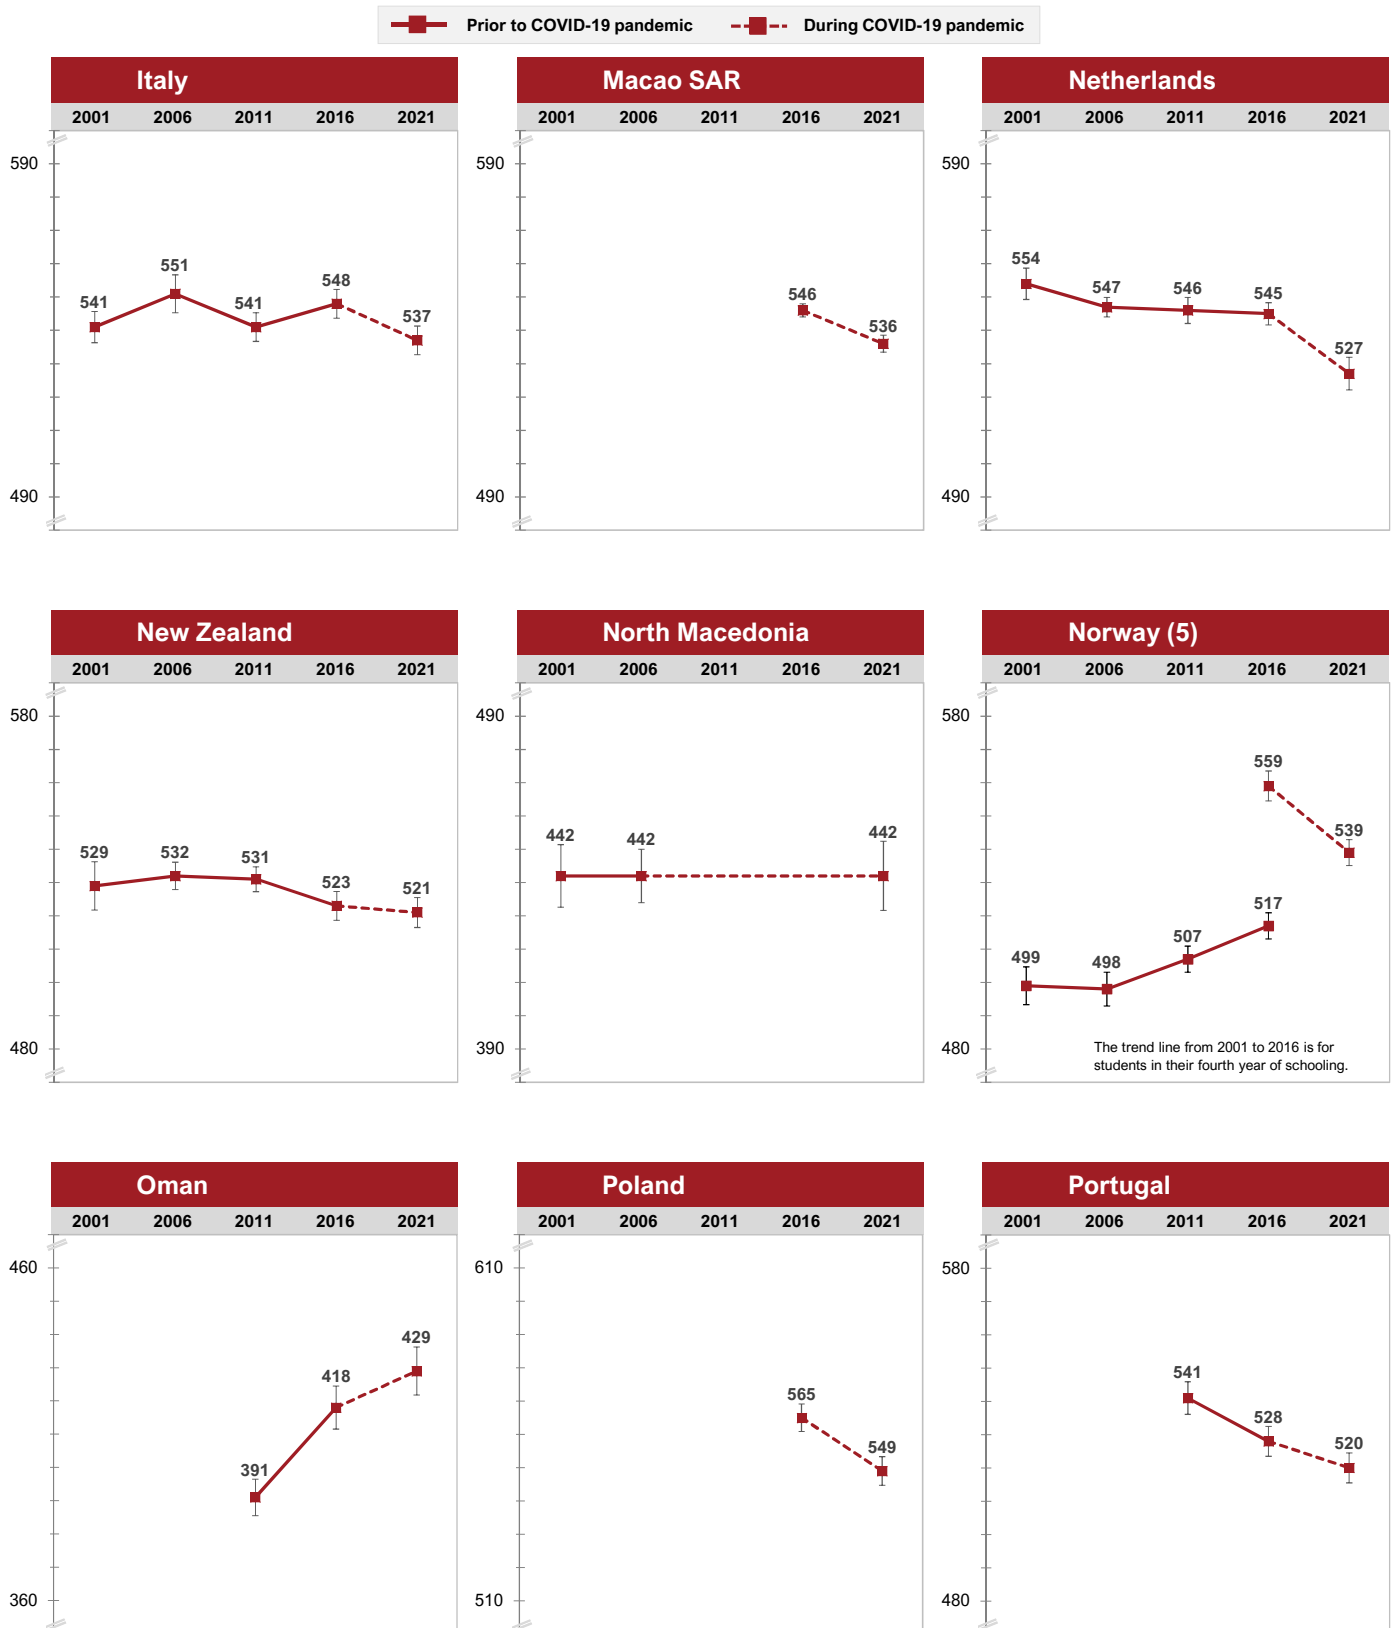 Prior to COVID-19 pandemic During COVID-19 pandemic
Italy
2001 2006 2011 2016 2021
590
490
541
551
541
548
537
Macao SAR
2001 2006 2011 2016 2021
590
490
546
536
Netherlands
2001 2006 2011 2016 2021
590
490
554
547
546
545
527
New Zealand
2001 2006 2011 2016 2021
580
480
529
532
531
523
521
North Macedonia
2001 2006 2011 2016 2021
490
390
442
442
442
Norway (5)
2001 2006 2011 2016 2021
580
480
559
539
499
498
507
517
The trend line from 2001 to 2016 is for
students in their fourth year of schooling.
Oman
2001 2006 2011 2016 2021
460
360
391
418
429
Poland
2001 2006 2011 2016 2021
610
510
565
549
Portugal
2001 2006 2011 2016 2021
580
480
541
528
520